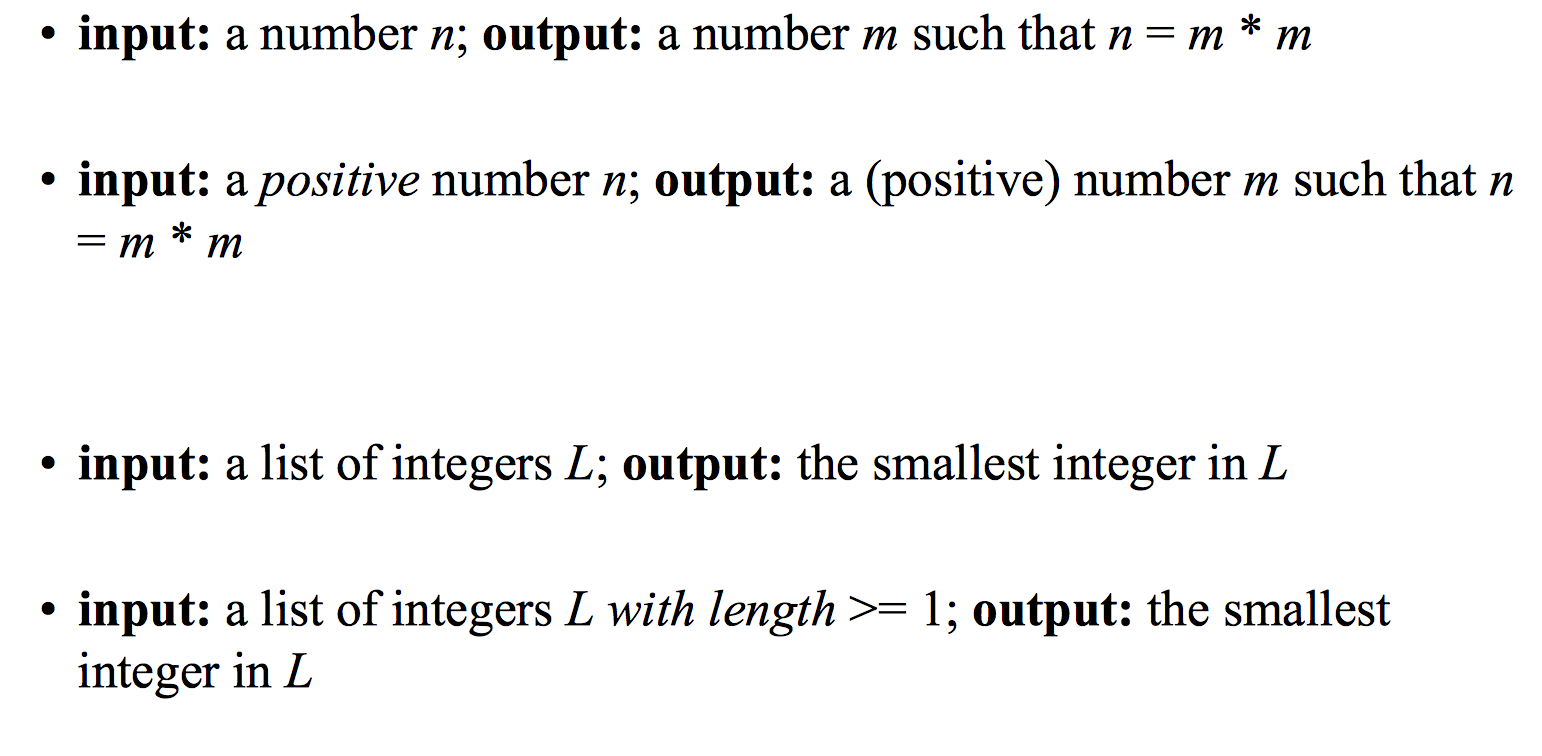 • input: a number n; output: a number m such that n = m * m
• input: a positive number n; output: a (positive) number m such that n
= m * m
• input: a list of integers L; output: the smallest integer in L
• input: a list of integers L with length >= 1; output: the smallest
integer in L